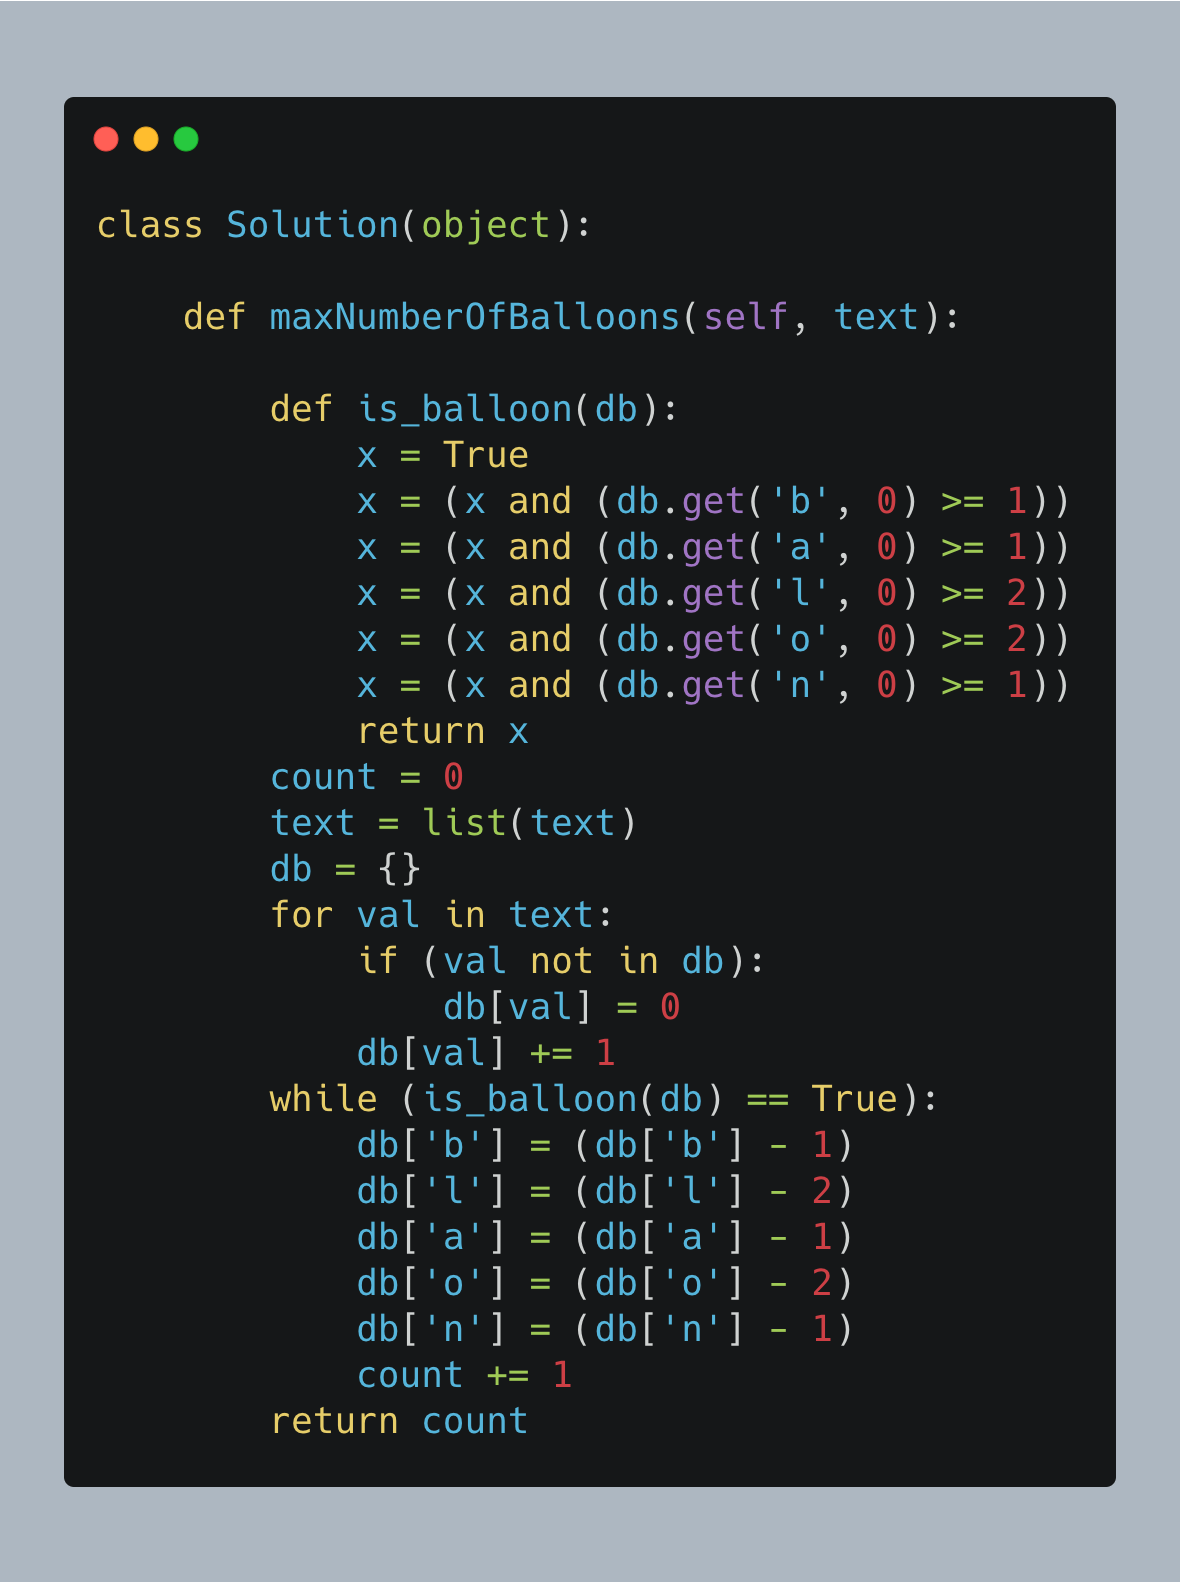 class Solution(object):

    def maxNumberOfBalloons(self, text):

        def is_balloon(db):
            x = True
            x = (x and (db.get('b', 0) >= 1))
            x = (x and (db.get('a', 0) >= 1))
            x = (x and (db.get('l', 0) >= 2))
            x = (x and (db.get('o', 0) >= 2))
            x = (x and (db.get('n', 0) >= 1))
            return x
        count = 0
        text = list(text)
        db = {}
        for val in text:
            if (val not in db):
                db[val] = 0
            db[val] += 1
        while (is_balloon(db) == True):
            db['b'] = (db['b'] - 1)
            db['l'] = (db['l'] - 2)
            db['a'] = (db['a'] - 1)
            db['o'] = (db['o'] - 2)
            db['n'] = (db['n'] - 1)
            count += 1
        return count